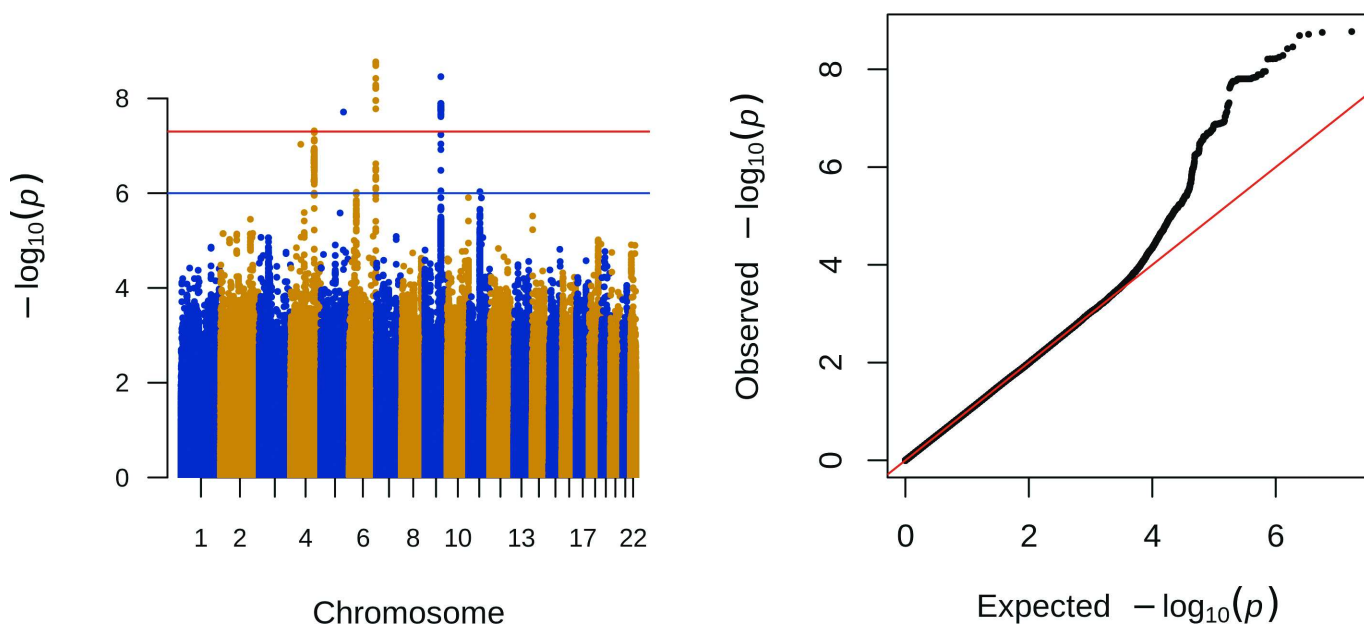 − log₁₀(p)
8
6
4
2
0
1 2 4 6 8 10 13 17 22
Chromosome
Observed − log₁₀(p)
8
6
4
2
0
0 2 4 6
Expected − log₁₀(p)